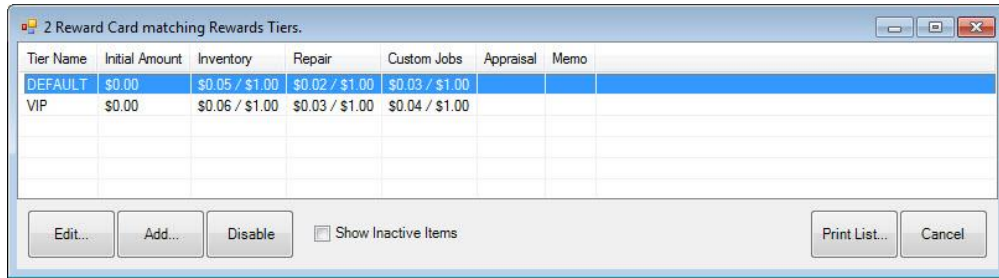 2 Reward Card matching Rewards Tiers.
Tier Name Initial Amount Inventory Repair Custom Jobs Appraisal Memo
DEFAULT $0.00 $0.05 / $1.00 $0.02 / $1.00 $0.03 / $1.00
VIP $0.00 $0.06 / $1.00 $0.03 / $1.00 $0.04 / $1.00
Edit... Add... Disable Show Inactive Items Print List... Cancel